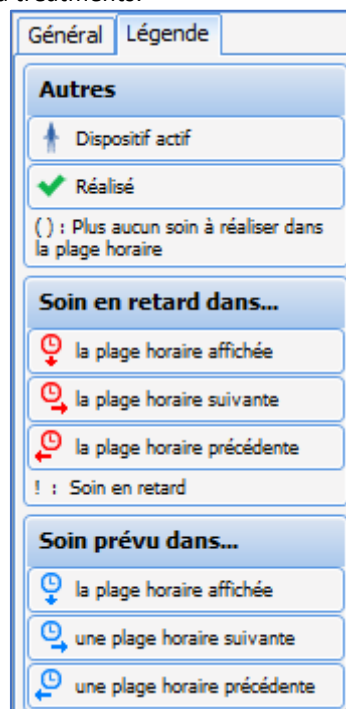 Général Légende
Autres
Dispositif actif
Réalisé
( ) : Plus aucun soin à réaliser dans
la plage horaire
Soin en retard dans...
la plage horaire affichée
la plage horaire suivante
la plage horaire précédente
! : Soin en retard
Soin prévu dans...
la plage horaire affichée
une plage horaire suivante
une plage horaire précédente